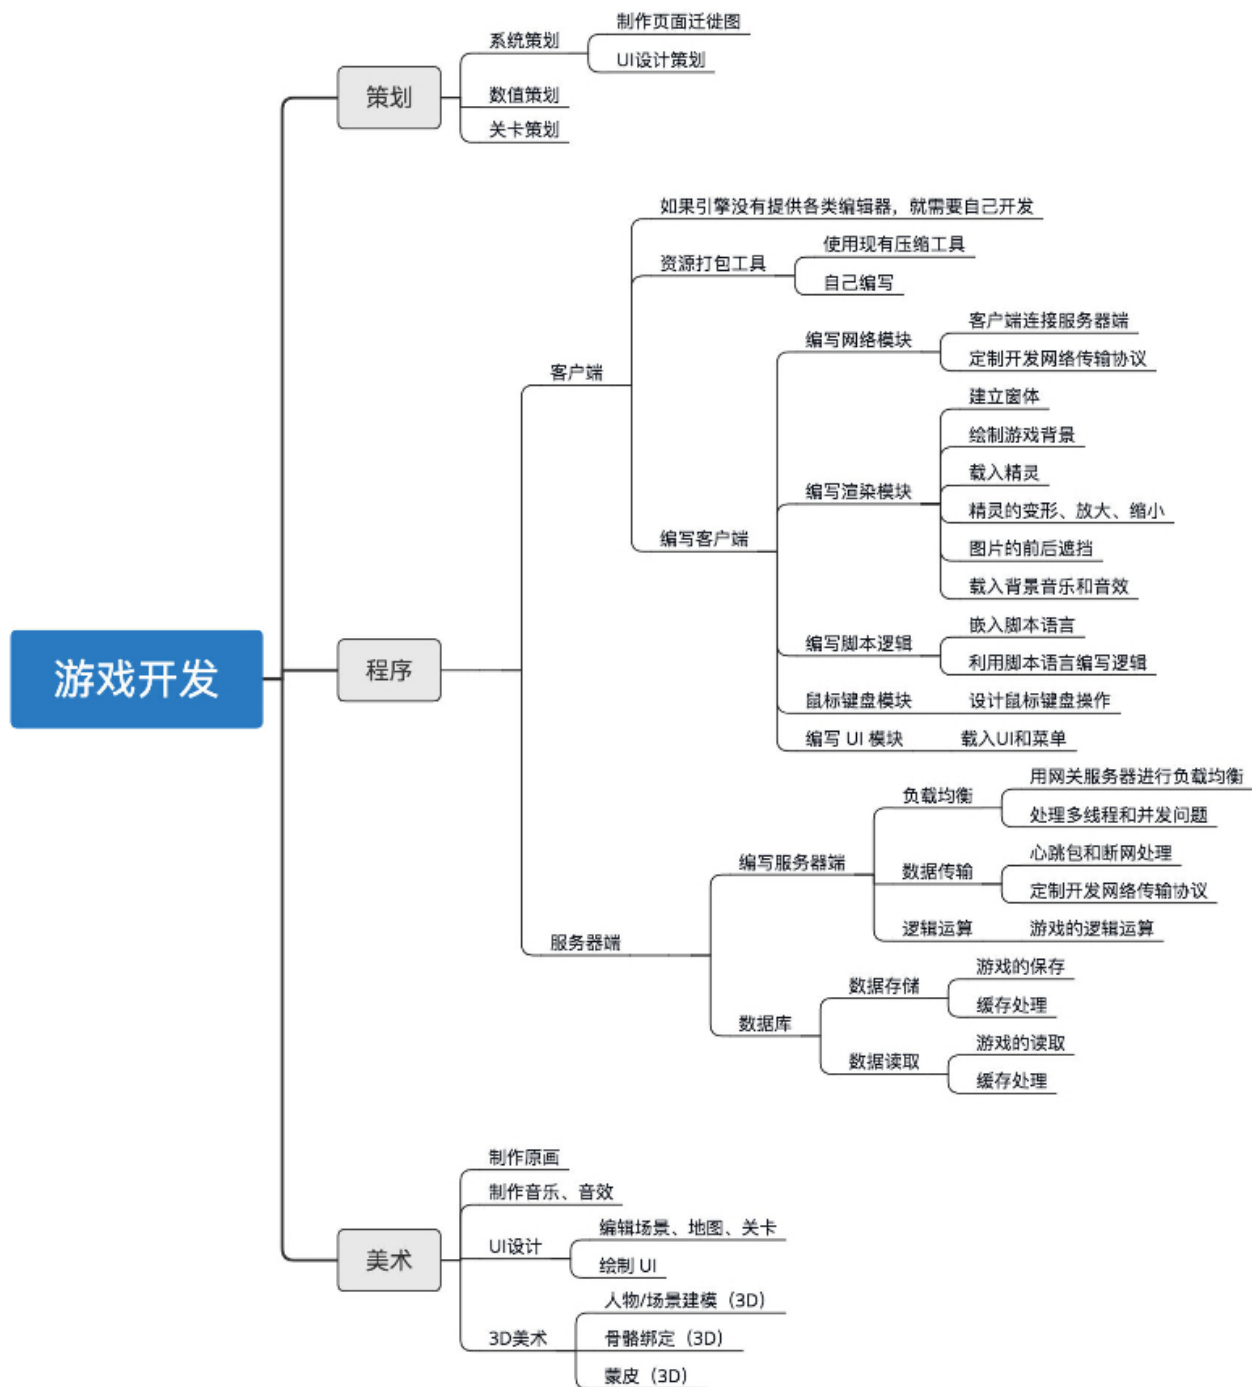 制作页面迁徙图
系统策划
UI设计策划
策划
数值策划
关卡策划
如果引擎没有提供各类编辑器，就需要自己开发
使用现有压缩工具
资源打包工具
自己编写
客户端连接服务器端
编写网络模块
定制开发网络传输协议
客户端
建立窗体
绘制游戏背景
载入精灵
编写渲染模块
精灵的变形、放大、缩小
编写客户端
图片的前后遮挡
载入背景音乐和音效
嵌入脚本语言
编写脚本逻辑
利用脚本语言编写逻辑
游戏开发
程序
鼠标键盘模块
设计鼠标键盘操作
编写 UI 模块
载入UI和菜单
用网关服务器进行负载均衡
负载均衡
处理多线程和并发问题
编写服务器端
心跳包和断网处理
数据传输
定制开发网络传输协议
逻辑运算
游戏的逻辑运算
服务器端
游戏的保存
数据存储
缓存处理
数据库
游戏的读取
数据读取
缓存处理
制作原画
制作音乐、音效
美术
编辑场景、地图、关卡
UI设计
绘制 UI
人物/场景建模（3D）
3D美术
骨骼绑定（3D）
蒙皮（3D）